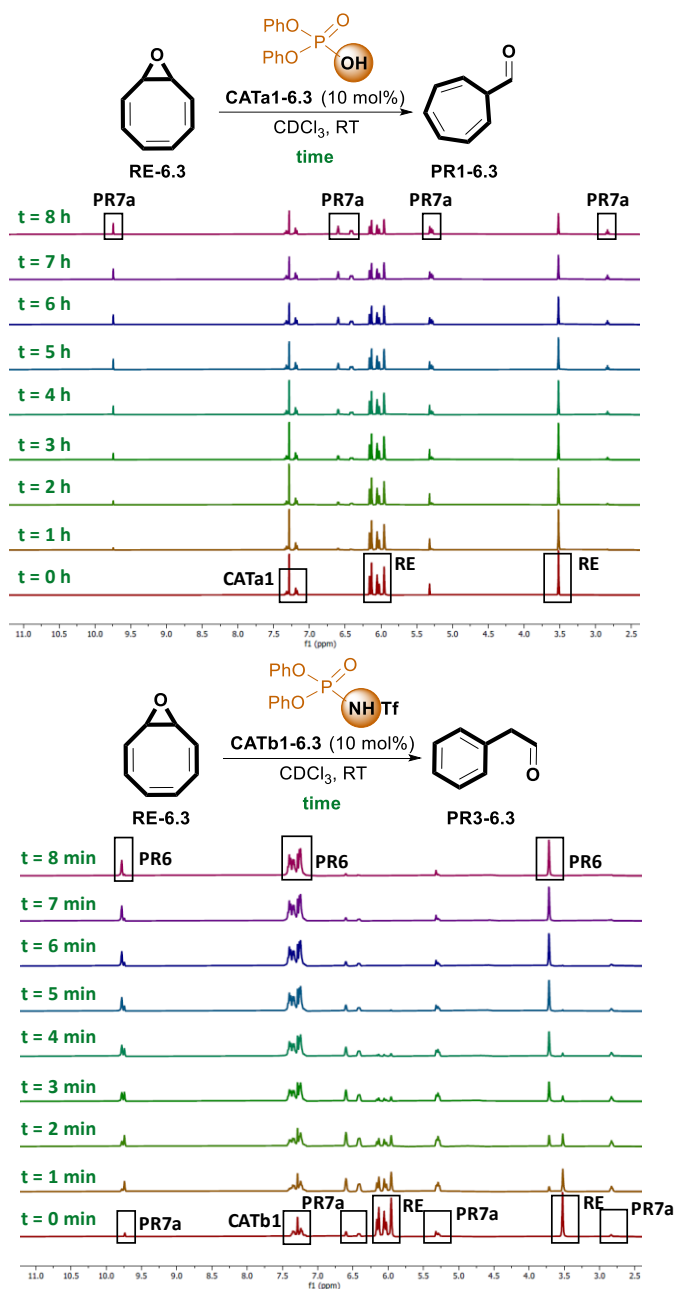 PhO
O
P
PhO
OH
O
O
CATa1-6.3 (10 mol%)
CDCl3, RT
time
RE-6.3
PR1-6.3
PR7a
PR7a
PR7a
PR7a
t = 8 h
t = 7 h
t = 6 h
t = 5 h
t = 4 h
t = 3 h
t = 2 h
t = 1 h
RE
RE
CATa1
t = 0 h
11.0 10.5 10.0 9.5 9.0 8.5 8.0 7.5 7.0 6.5 6.0 5.5 5.0 4.5 4.0 3.5 3.0 2.5
f1 (ppm)
PhO
O
P
PhO
NHTf
O
CATb1-6.3 (10 mol%)
CDCl3, RT
O
time
RE-6.3
PR3-6.3
t = 8 min
PR6
PR6
PR6
t = 7 min
t = 6 min
t = 5 min
t = 4 min
t = 3 min
t = 2 min
t = 1 min
PR7a
RE
RE
PR7a
t = 0 min
PR7a
CATb1
PR7a
11.0 10.5 10.0 9.5 9.0 8.5 8.0 7.5 7.0 6.5 6.0 5.5 5.0 4.5 4.0 3.5 3.0 2.5
f1 (ppm)